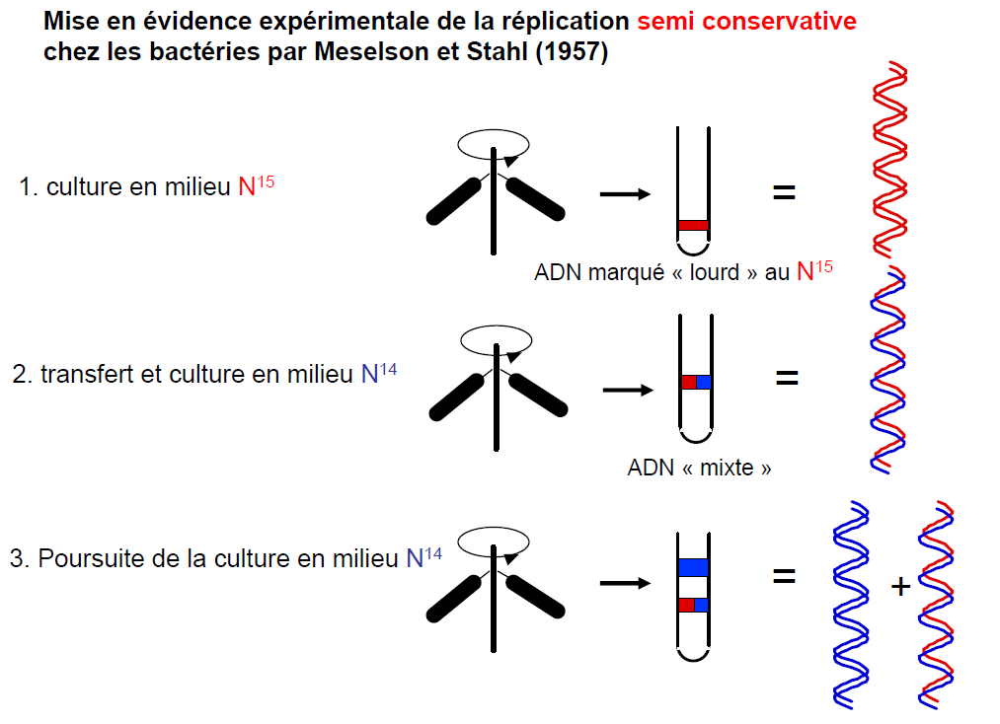 Mise en évidence expérimentale de la réplication semi conservative
chez les bactéries par Meselson et Stahl (1957)
1. culture en milieu N¹⁵
=
ADN marqué « lourd » au N¹⁵
2. transfert et culture en milieu N¹⁴
=
ADN « mixte »
3. Poursuite de la culture en milieu N¹⁴
= +